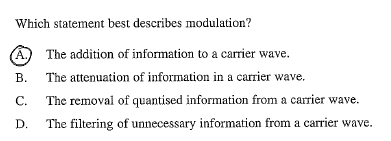 Which statement best describes modulation?
A. The addition of information to a carrier wave.
B. The attenuation of information in a carrier wave.
C. The removal of quantised information from a carrier wave.
D. The filtering of unnecessary information from a carrier wave.